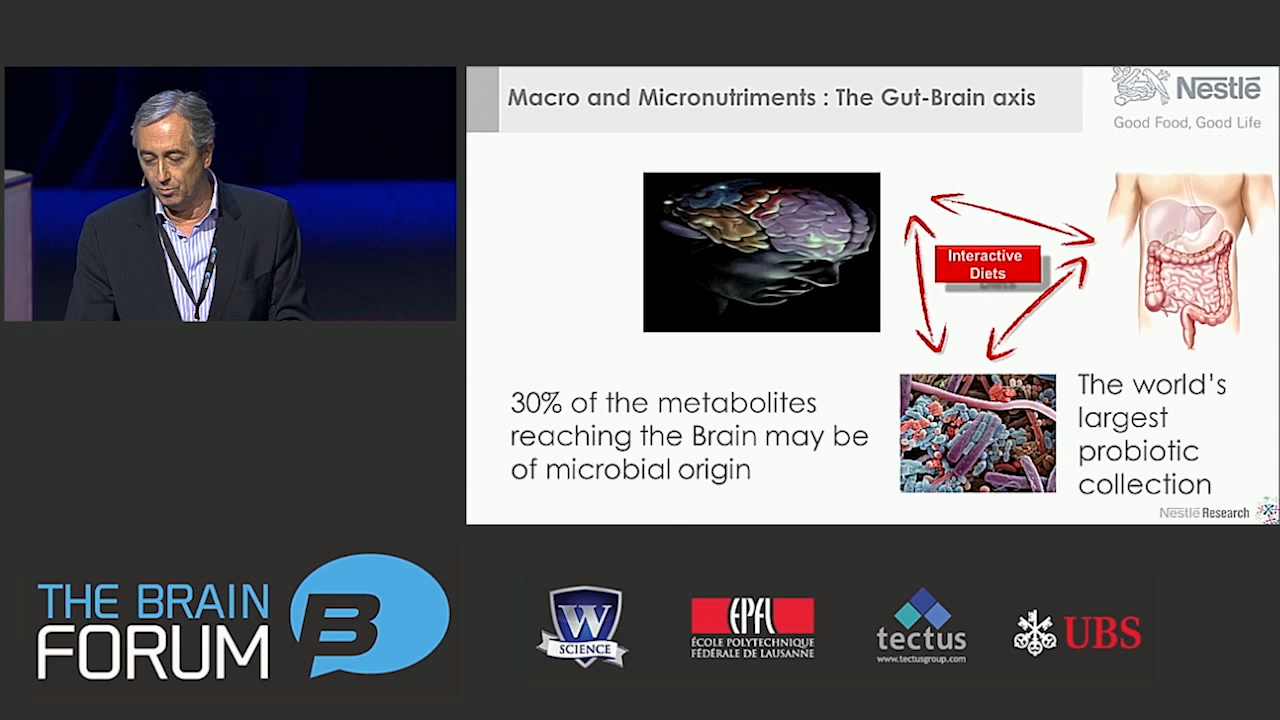 Macro and Micronutriments : The Gut-Brain axis
Nestlé
Good Food, Good Life
Interactive
Diets
30% of the metabolites
reaching the Brain may be
of microbial origin
The world's
largest
probiotic
collection
Nestlé Research
THE BRAIN
FORUM
B
W
SCIENCE
EPFL
ÉCOLE POLYTECHNIQUE
FÉDÉRALE DE LAUSANNE
tectus
www.tectusgroup.com
UBS